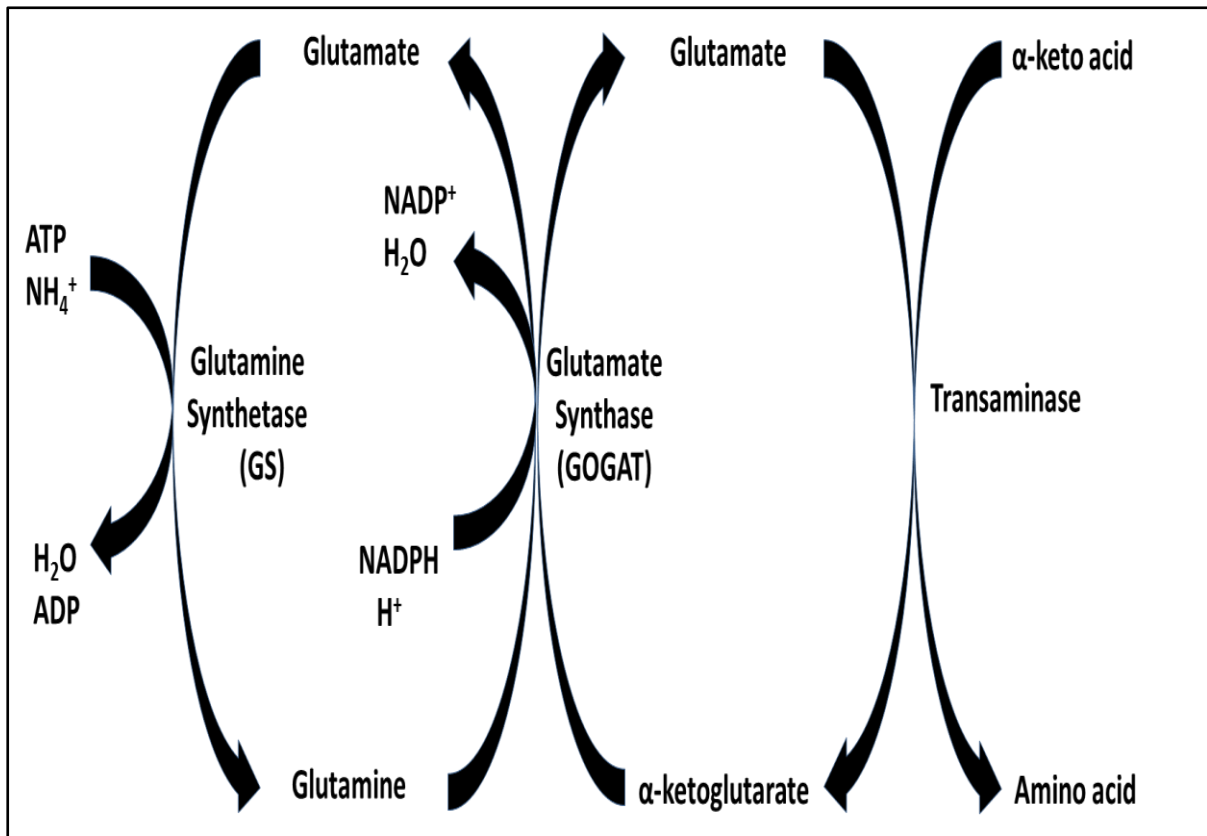 Glutamate
Glutamate
α-keto acid
NADP⁺
H₂O
ATP
NH₄⁺
Glutamine
Synthetase
(GS)
Glutamate
Synthase
(GOGAT)
Transaminase
H₂O
ADP
NADPH
H⁺
Glutamine
α-ketoglutarate
Amino acid